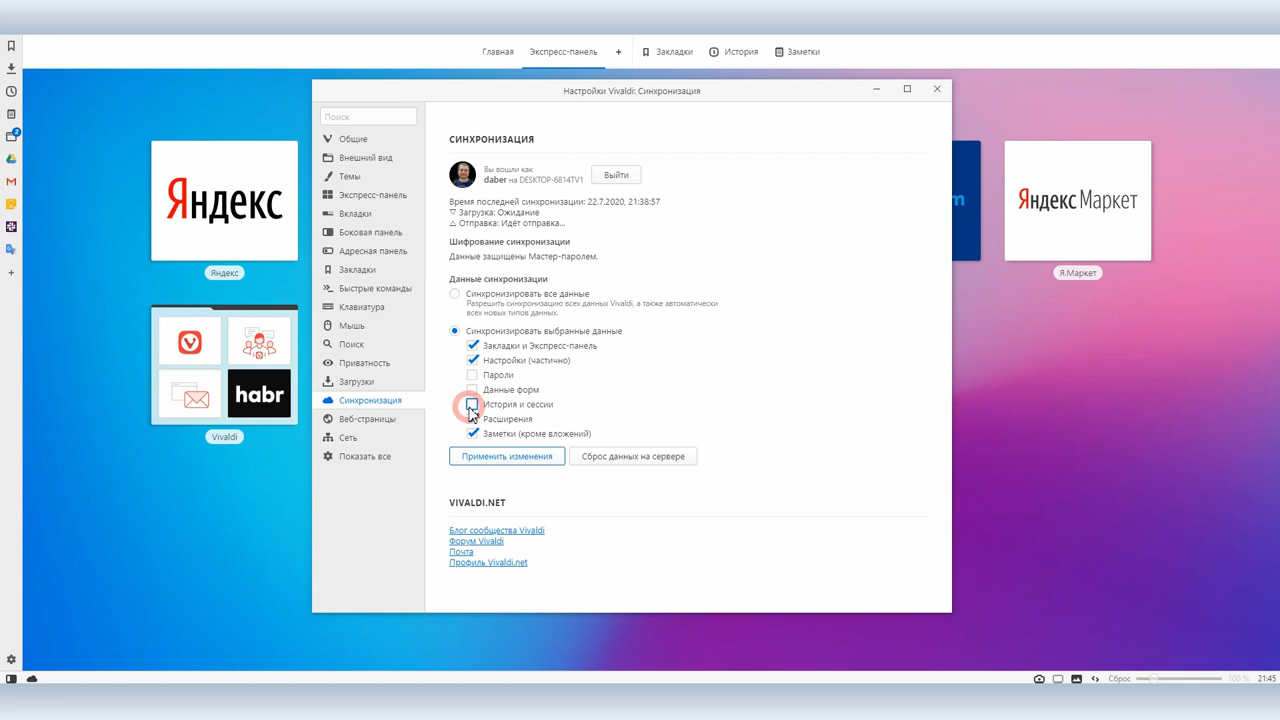 Главная
Экспресс-панель
Закладки
История
Заметки
Настройки Vivaldi: Синхронизация
Поиск
Общие
Внешний вид
Темы
Экспресс-панель
Вкладки
Боковая панель
Адресная панель
Закладки
Быстрые команды
Клавиатура
Мышь
Поиск
Приватность
Загрузки
Синхронизация
Веб-страницы
Сеть
Показать все
СИНХРОНИЗАЦИЯ
Вы вошли как
daber на DESKTOP-6814TV1
Выйти
Время последней синхронизации: 22.7.2020, 21:38:57
▽ Загрузка: Ожидание
△ Отправка: Идёт отправка...
Шифрование синхронизации
Данные защищены Мастер-паролем.
Данные синхронизации
Синхронизировать все данные
Разрешить синхронизацию всех данных Vivaldi, а также автоматически
всех новых типов данных.
Синхронизировать выбранные данные
Закладки и Экспресс-панель
Настройки (частично)
Пароли
Данные форм
История и сессии
Расширения
Заметки (кроме вложений)
Применить изменения
Сброс данных на сервере
VIVALDI.NET
Блог сообщества Vivaldi
Форум Vivaldi
Почта
Профиль Vivaldi.net
Яндекс
Яндекс
habr
Vivaldi
m
Яндекс Маркет
Я.Маркет
2
Сброс
100 %
21:45